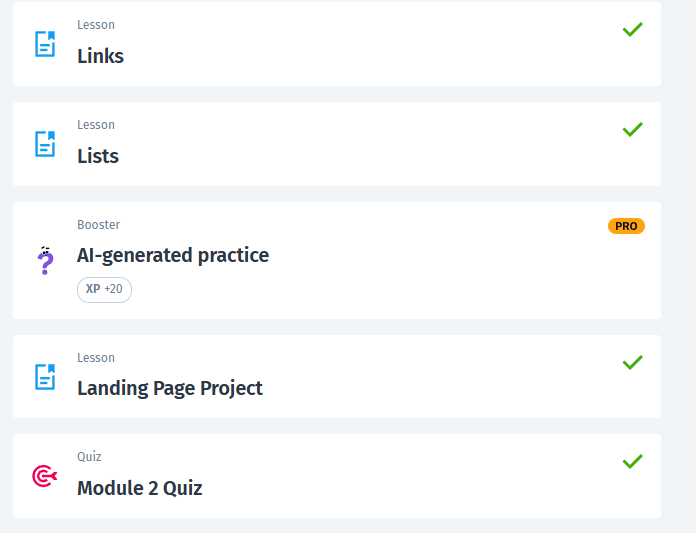 Lesson
Links
Lesson
Lists
Booster
PRO
AI-generated practice
XP +20
Lesson
Landing Page Project
Quiz
Module 2 Quiz